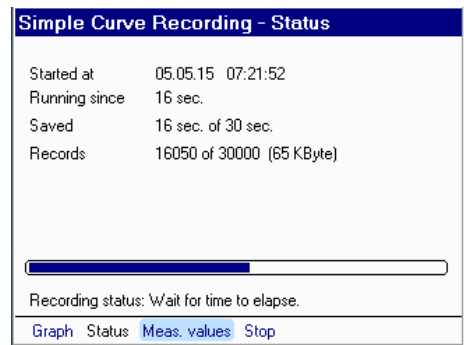 Simple Curve Recording - Status
Started at 05.05.15 07:21:52
Running since 16 sec.
Saved 16 sec. of 30 sec.
Records 16050 of 30000 (65 KByte)
Recording status: Wait for time to elapse.
Graph Status Meas. values Stop